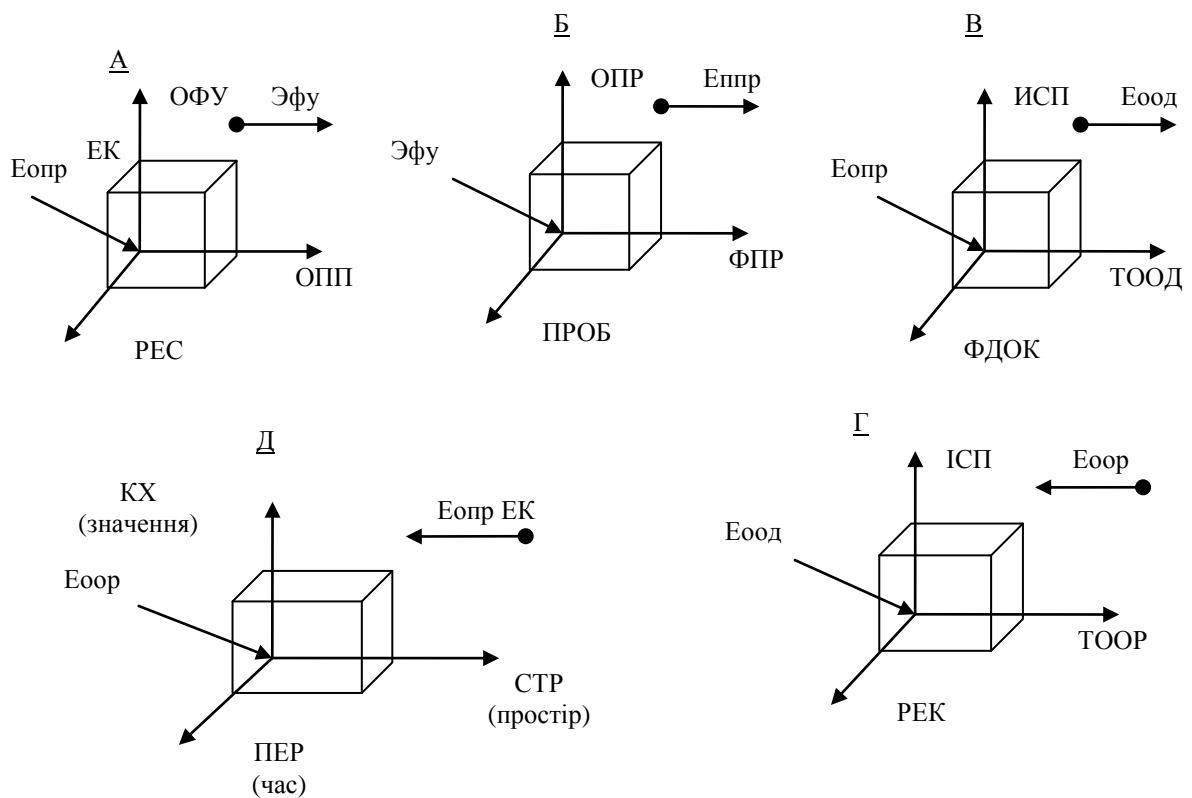 А
ОФУ
Эфу
ЕК
Еопр
ОПП
РЕС
Б
ОПР
Еппр
Эфу
ФПР
ПРОБ
В
ИСП
Еоод
Еопр
ТООД
ФДОК
Д
КХ
(значення)
Еопр ЕК
Еоор
СТР
(простір)
ПЕР
(час)
Г
ІСП
Еоор
Еоод
ТООР
РЕК